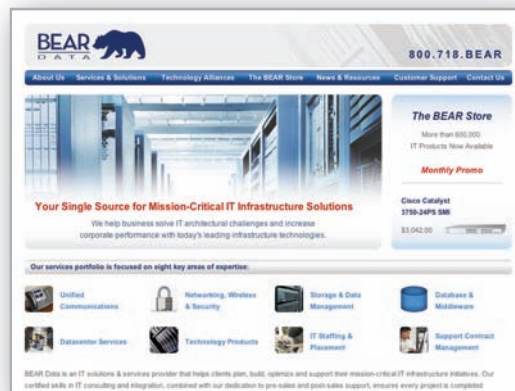 BEAR
DATA
800.718.BEAR
About Us Services & Solutions Technology Alliances The BEAR Store News & Resources Customer Support Contact Us
The BEAR Store
More than 600,000
IT Products Now Available
Monthly Promo
Cisco Catalyst
3750-24PS SMI
$3,042.00
Your Single Source for Mission-Critical IT Infrastructure Solutions
We help business solve IT architectural challenges and increase
corporate performance with today's leading infrastructure technologies.
Our services portfolio is focused on eight key areas of expertise:
Unified
Communications
Networking, Wireless
& Security
Storage & Data
Management
Database &
Middleware
Datacenter Services
Technology Products
IT Staffing &
Placement
Support Contract
Management
BEAR Data is an IT solutions & services provider that helps clients plan, build, optimize and support their mission-critical IT infrastructure initiatives. Our
certified skills in IT consulting and integration, combined with our dedication to pre-sales and post-sales support, ensures every project is completed